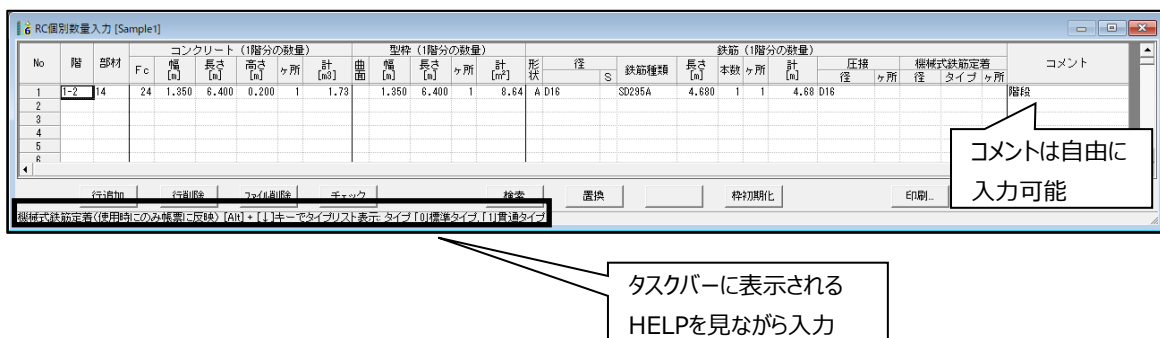 RC個別数量入力 [Sample1]
No 階 部材 コンクリート (1階分の数量) 型枠 (1階分の数量) 鉄筋 (1階分の数量) コメント
Fc 幅[m] 長さ[m] 高さ[m] ヶ所 計[m3] 曲面 幅[m] 長さ[m] ヶ所 計[m²] 形状 径 S 鉄筋種類 長さ[m] 本数 ヶ所 計[m] 圧接 径 ヶ所 機械式鉄筋定着 径 タイプ ヶ所
1 1-2 14 24 1.350 6.400 0.200 1 1.73 1.350 6.400 1 8.64 A D16 SD295A 4.680 1 1 4.68 D16 階段
2
3
4
5
6
コメントは自由に
入力可能
行追加 行削除 ファイル削除 チェック 検索 置換 枠初期化 印刷...
機械式鉄筋定着(使用時にのみ帳票に反映) [Alt] + [↓]キーでタイプリスト表示: タイプ「0」標準タイプ,「1」貫通タイプ
タスクバーに表示される
HELPを見ながら入力